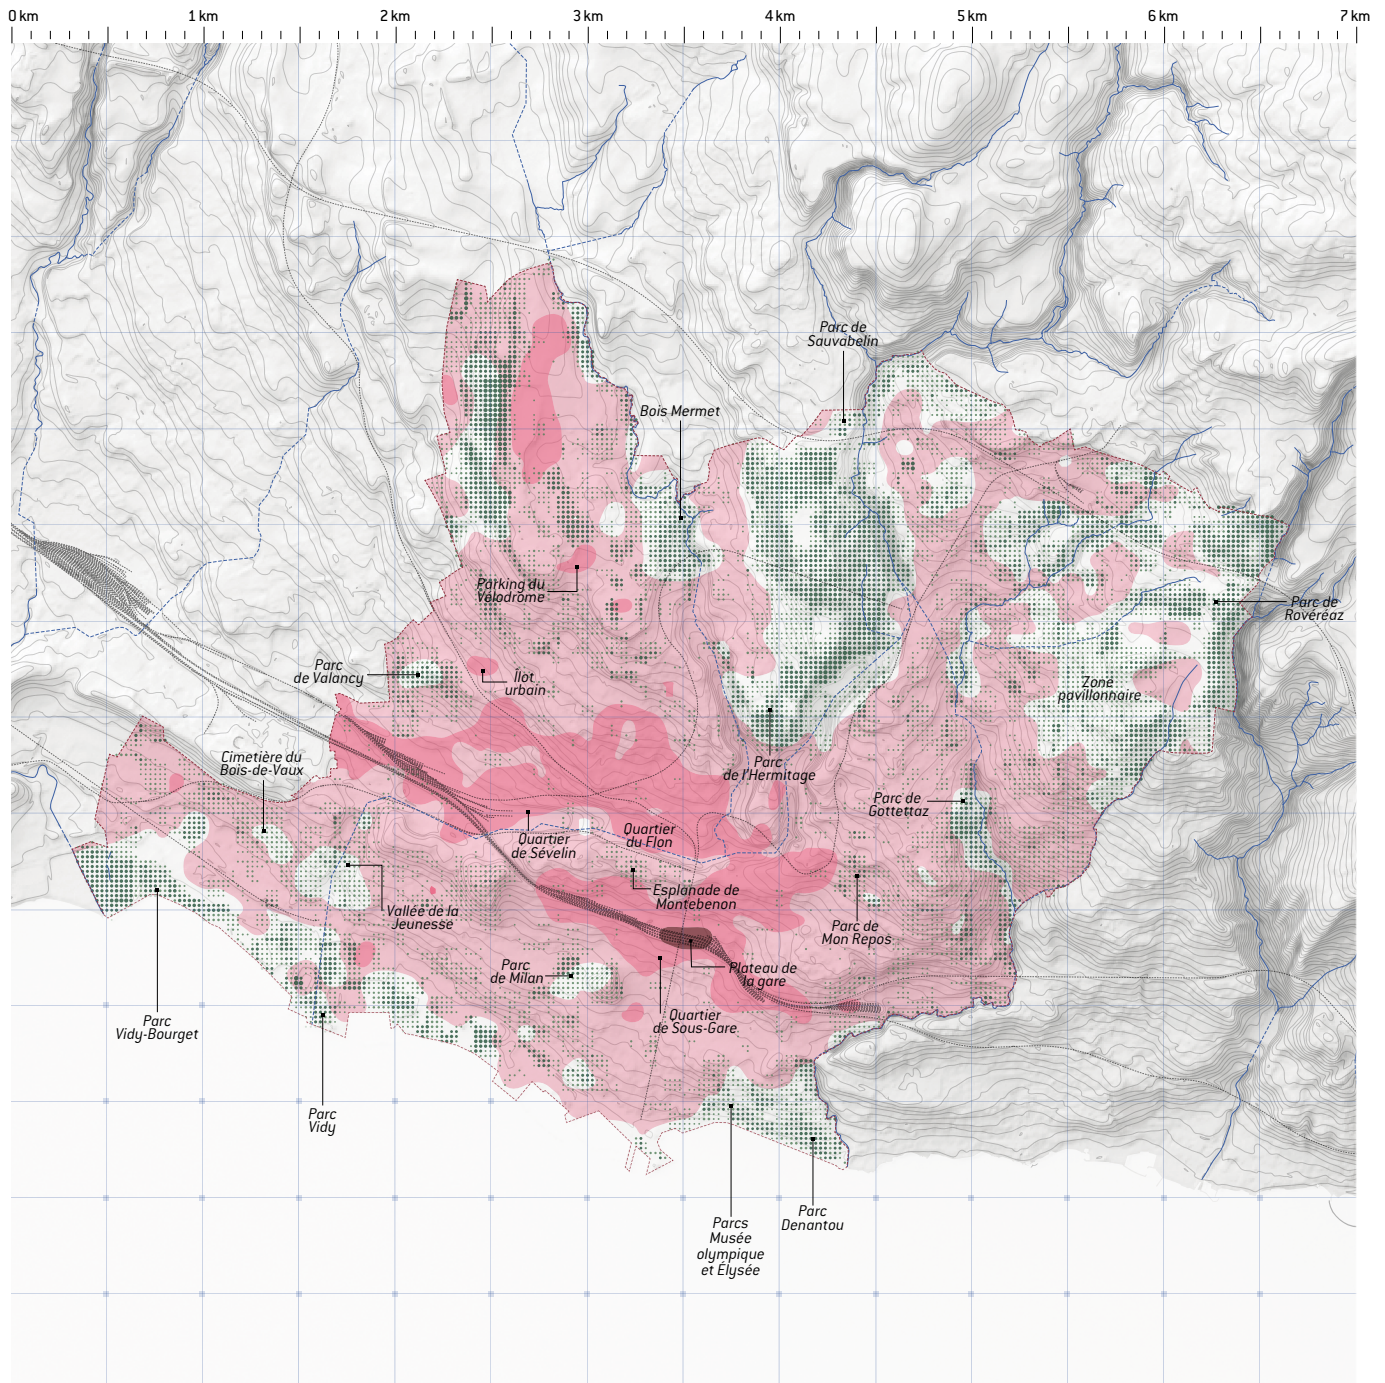 0 km 1 km 2 km 3 km 4 km 5 km 6 km 7 km
Parc de
Sauvabelin
Bois Mermet
Parking du
Vélodrome
Parc de
Rovéréaz
Parc
de Valancy
Îlot
urbain
Zone
pavillonnaire
Cimetière du
Bois-de-Vaux
Parc
de l'Hermitage
Parc de
Gottettaz
Quartier
de Sévelin
Quartier
du Flon
Esplanade de
Montebenon
Vallée de la
Jeunesse
Parc de
Mon Repos
Parc
de Milan
Plateau de
la gare
Parc
Vidy-Bourget
Quartier
de Sous-Gare
Parc
Vidy
Parc
Denantou
Parcs
Musée
olympique
et Élysée